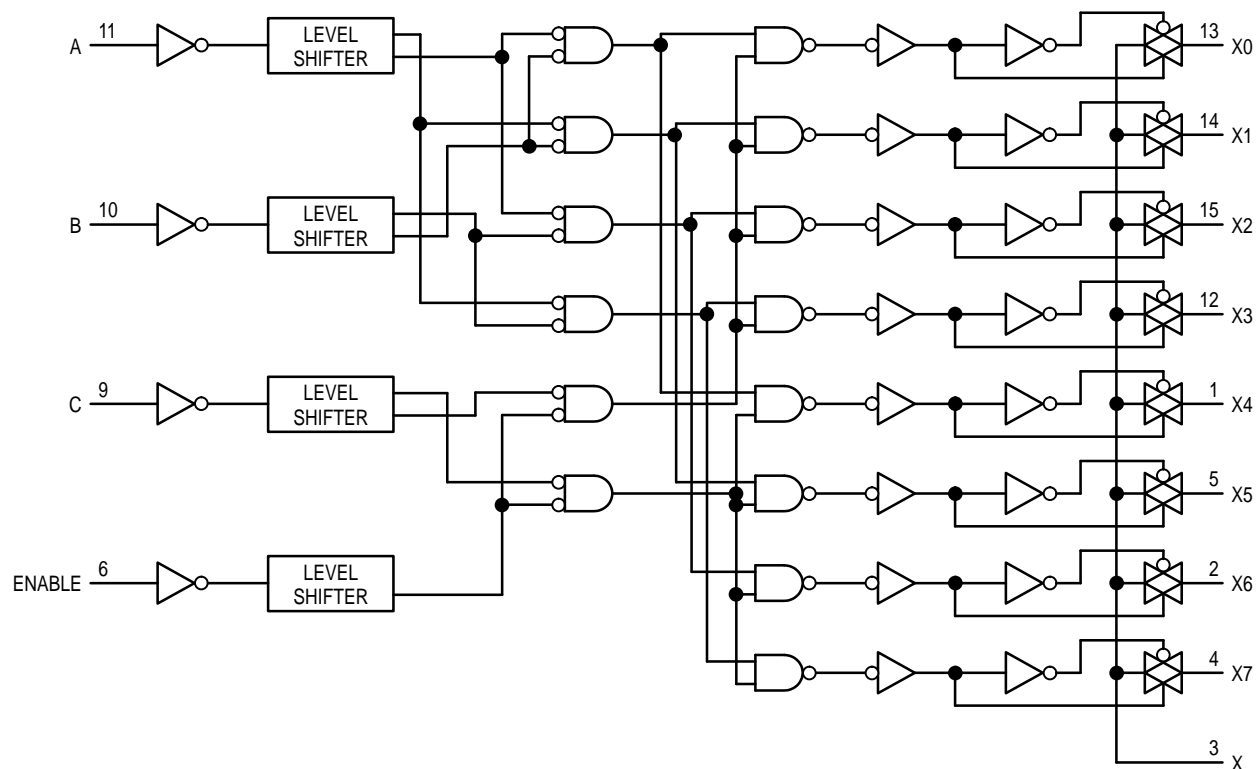 A 11 LEVEL SHIFTER 13 X0
14 X1
B 10 LEVEL SHIFTER 15 X2
12 X3
C 9 LEVEL SHIFTER 1 X4
5 X5
ENABLE 6 LEVEL SHIFTER 2 X6
4 X7
3 X